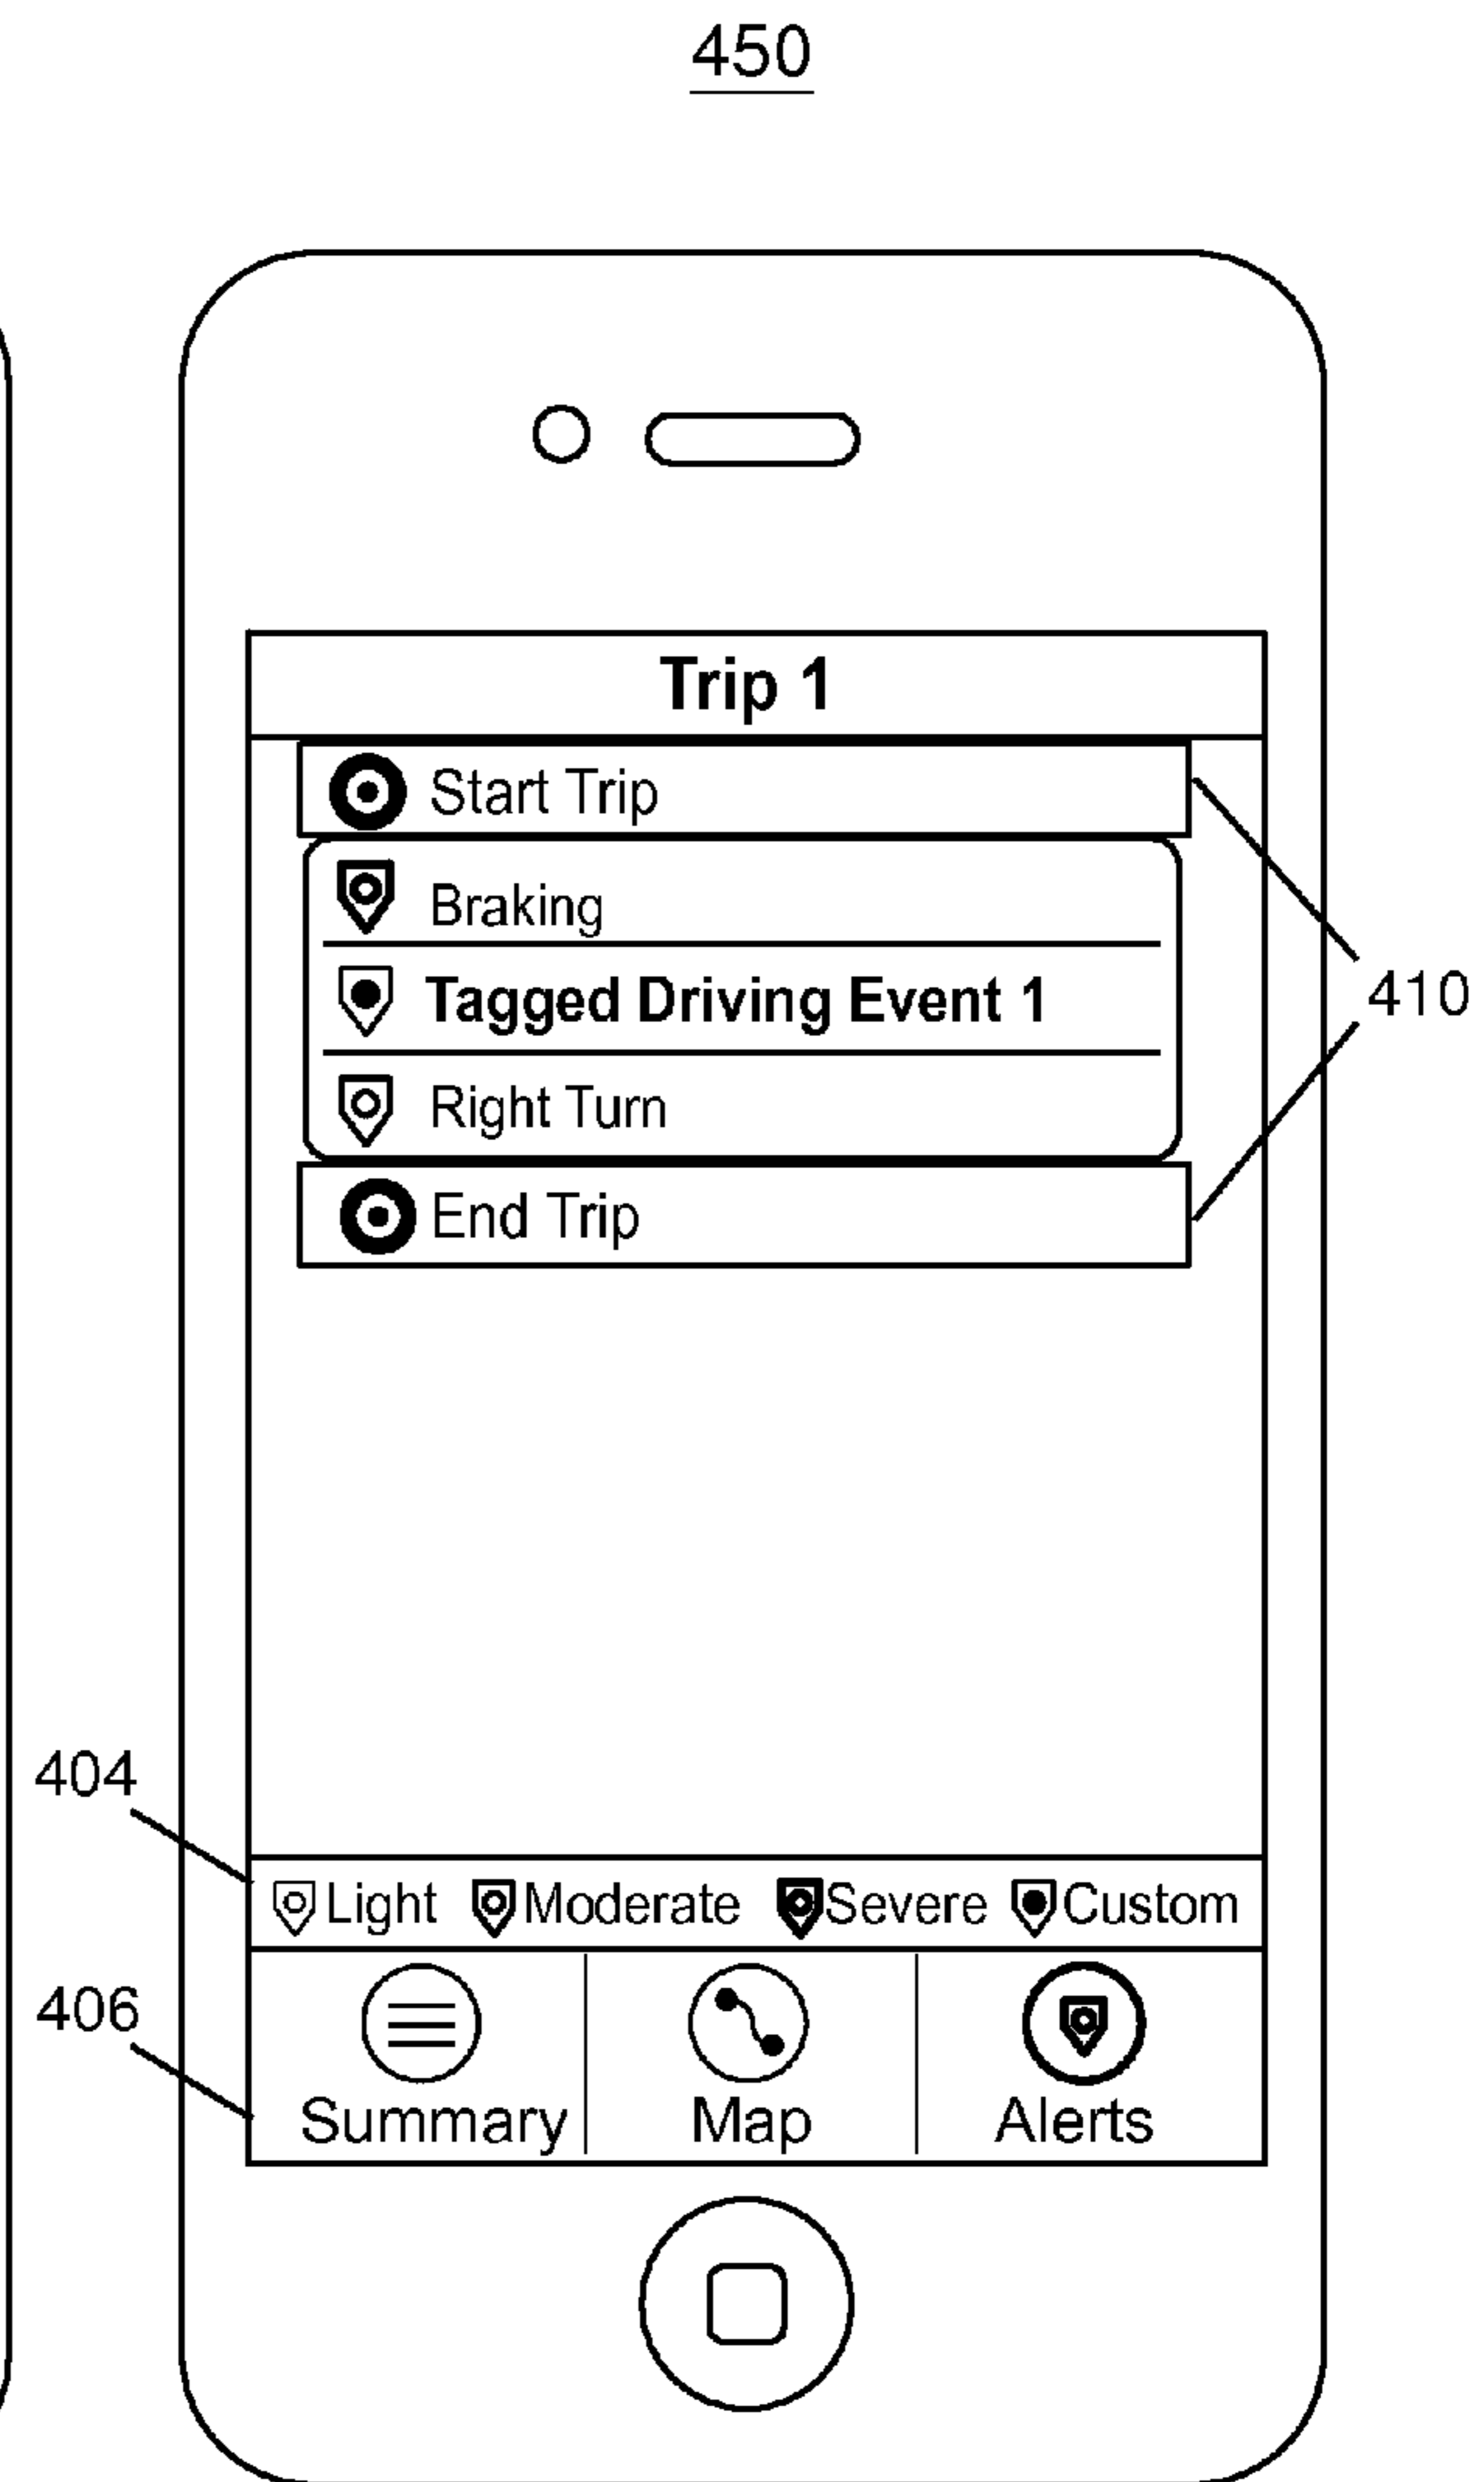 450
Trip 1
Start Trip
Braking
Tagged Driving Event 1
410
Right Turn
End Trip
404
Light Moderate Severe Custom
406
Summary Map Alerts